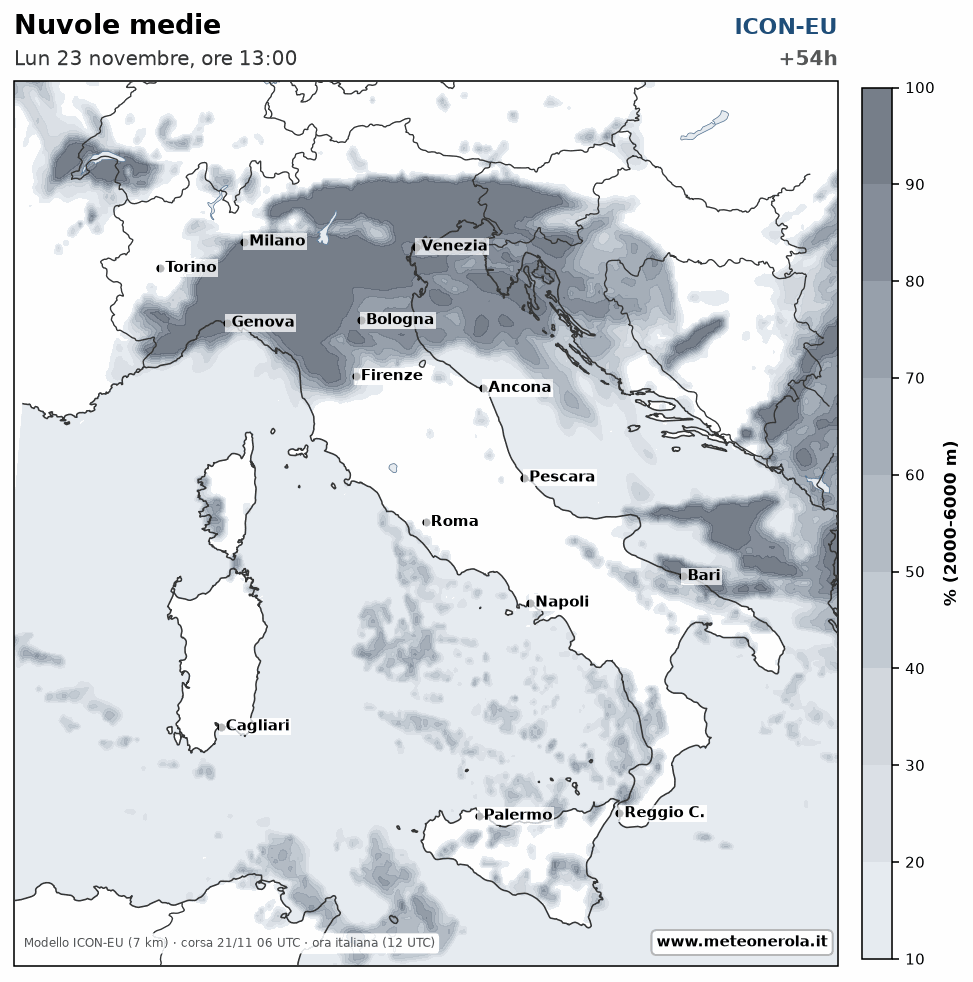 Nuvole medie
ICON-EU
Lun 23 novembre, ore 13:00
+54h
100
90
80
70
60
50
40
30
20
10
% (2000-6000 m)
Milano
Venezia
Torino
Genova
Bologna
Firenze
Ancona
Pescara
Roma
Bari
Napoli
Cagliari
Palermo
Reggio C.
Modello ICON-EU (7 km) · corsa 21/11 06 UTC · ora italiana (12 UTC)
www.meteonerola.it